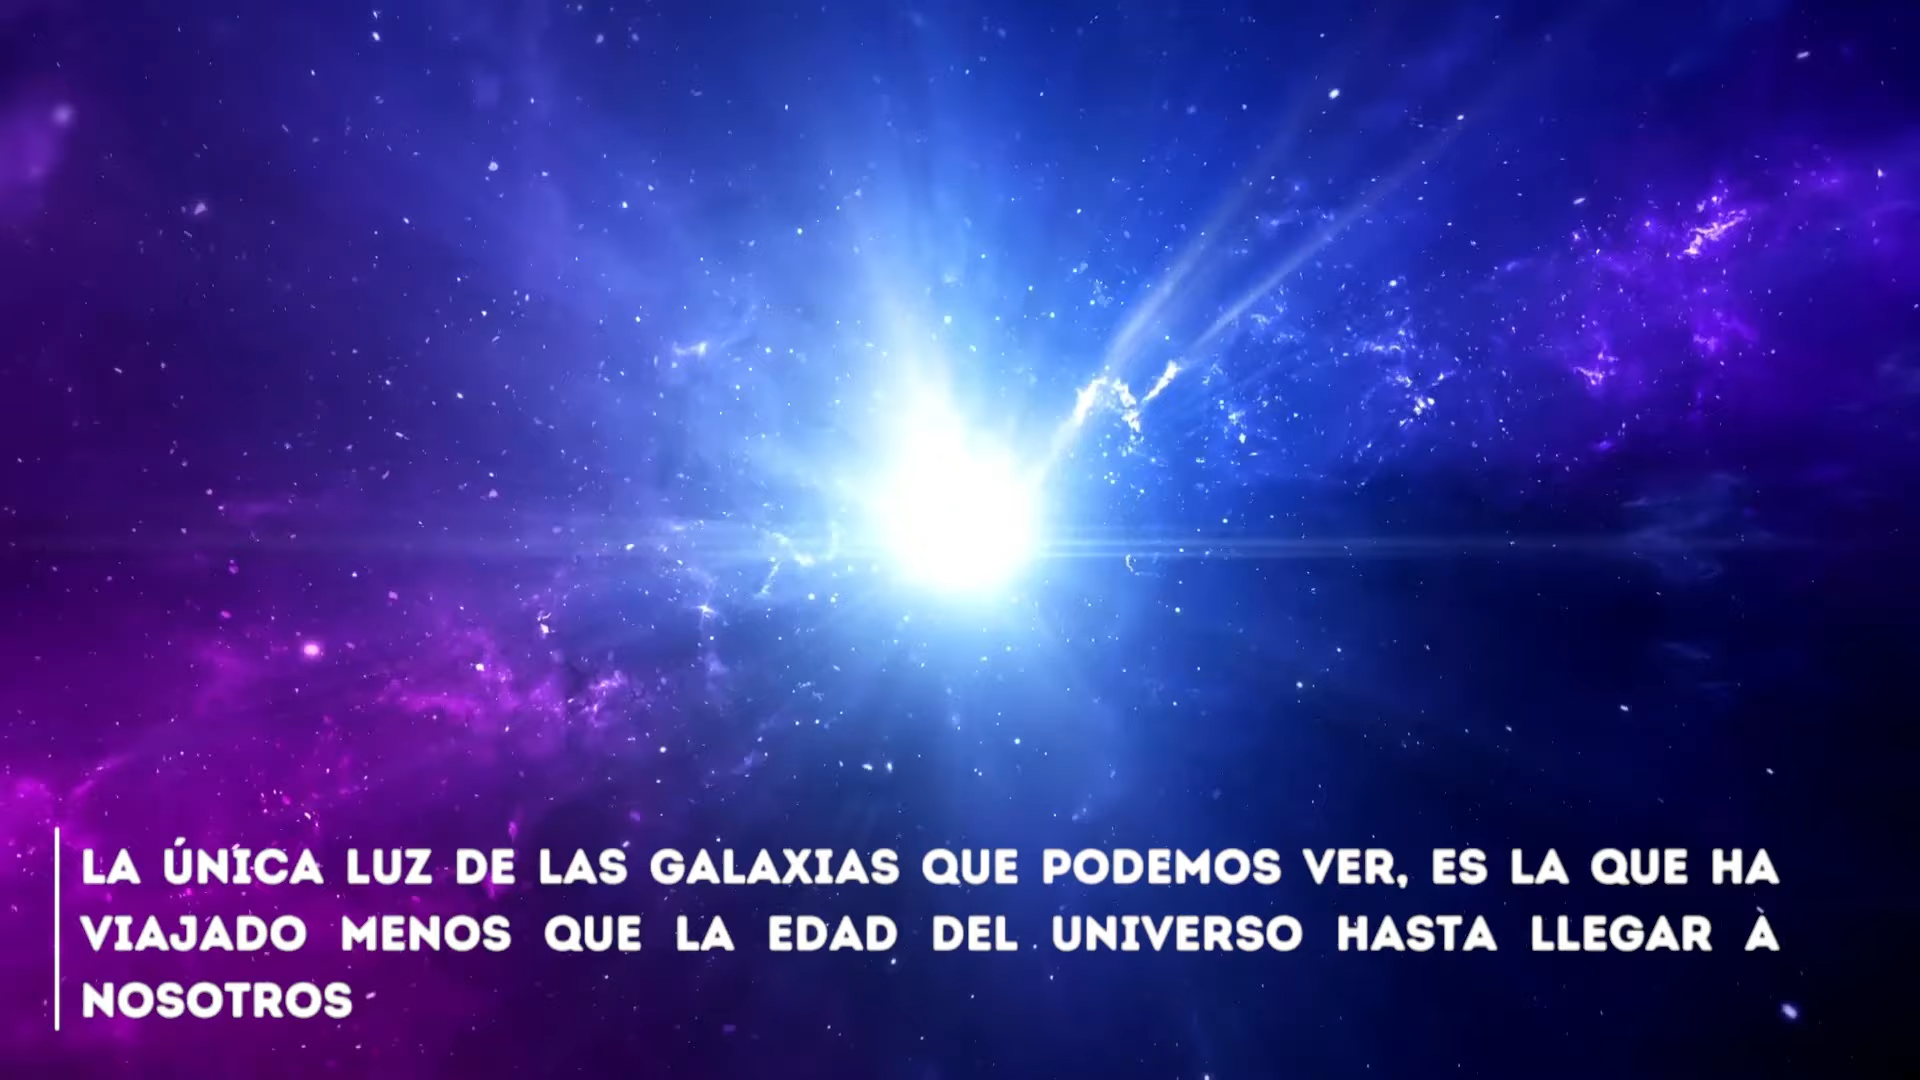 LA ÚNICA LUZ DE LAS GALAXIAS QUE PODEMOS VER, ES LA QUE HA
VIAJADO MENOS QUE LA EDAD DEL UNIVERSO HASTA LLEGAR À
NOSOTROS